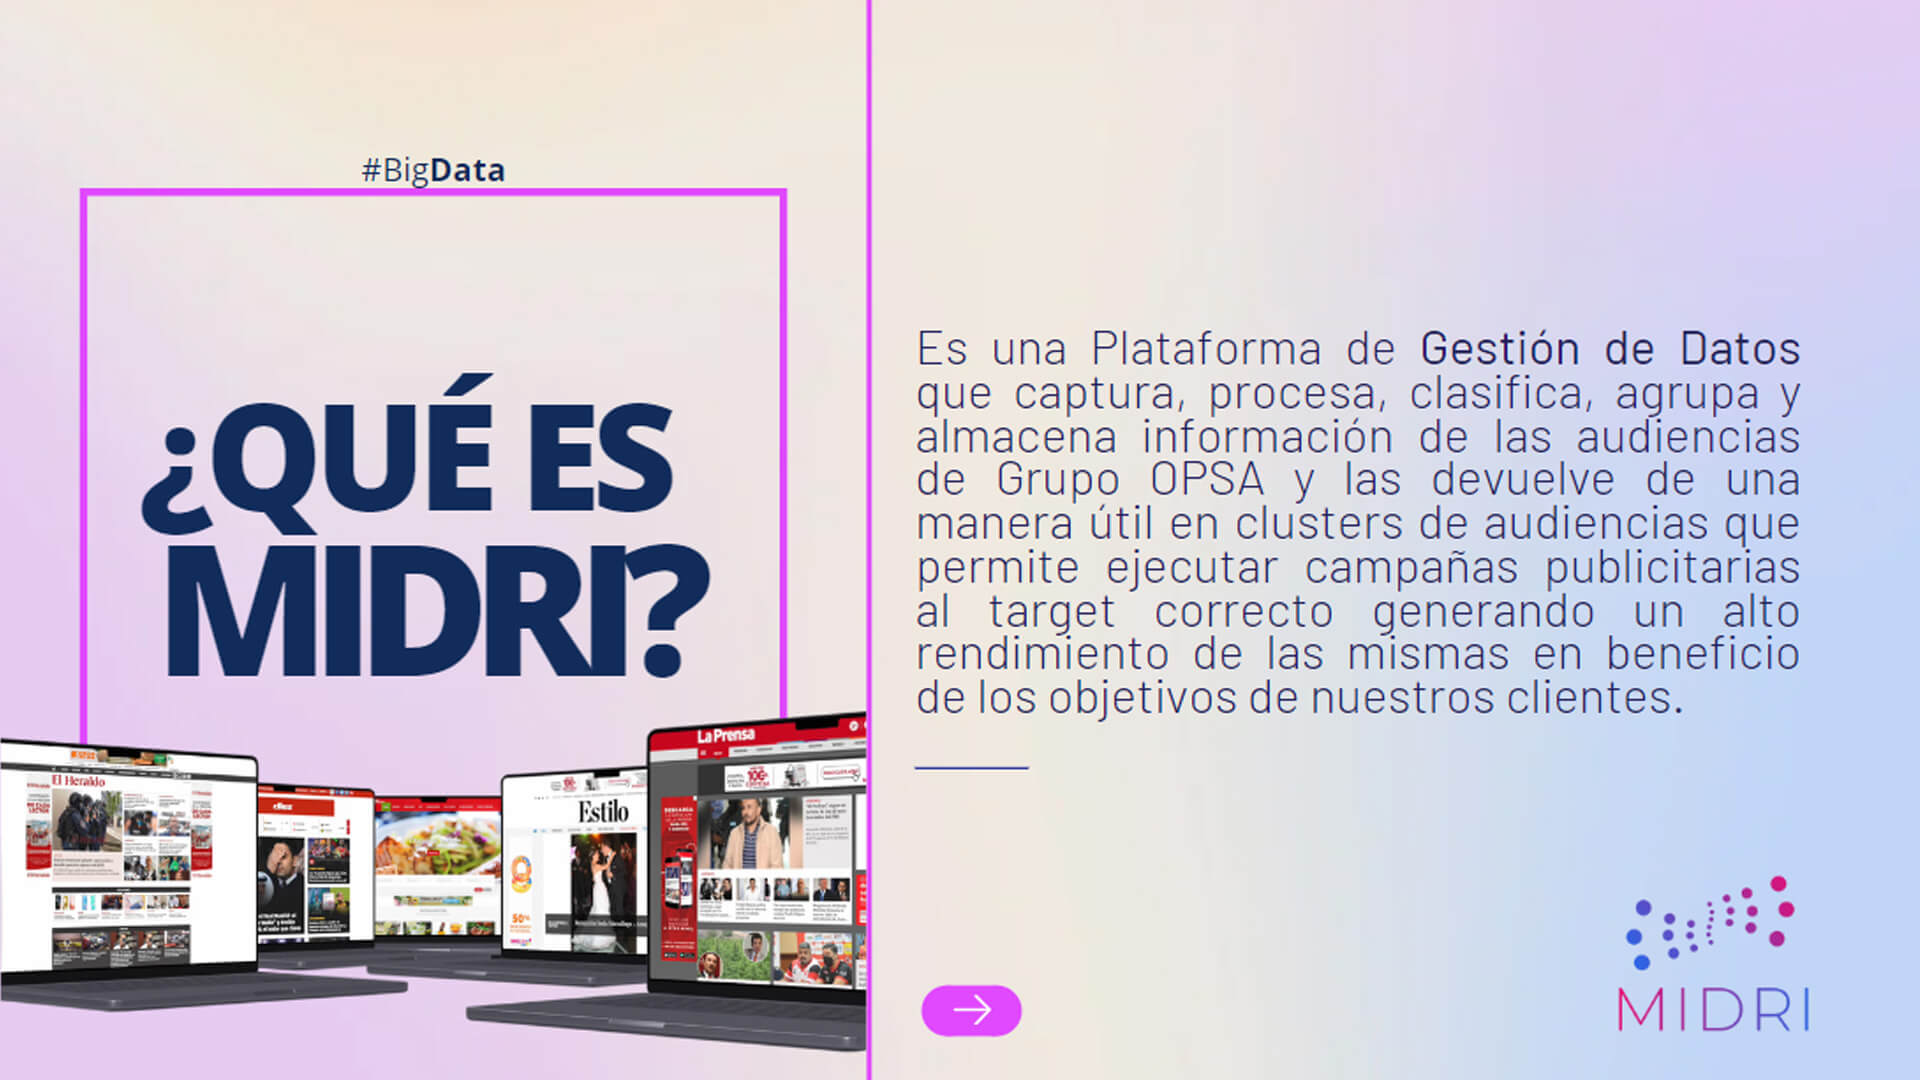 #BigData
¿QUÉ ES
MIDRI?
Es una Plataforma de Gestión de Datos
que captura, procesa, clasifica, agrupa y
almacena información de las audiencias
de Grupo OPSA y las devuelve de una
manera útil en clusters de audiencias que
permite ejecutar campañas publicitarias
al target correcto generando un alto
rendimiento de las mismas en beneficio
de los objetivos de nuestros clientes.
El Heraldo
diez
Estilo
50%
La Prensa
MIDRI